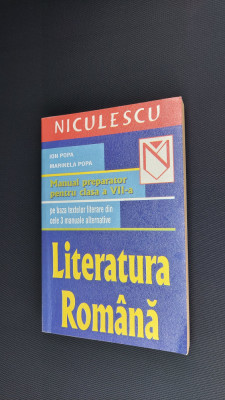 NICULESCU
ION POPA
MARINELA POPA
Manual preparator
pentru clasa a VII-a
pe baza textelor literare din
cele 3 manuale alternative
Literatura
Română